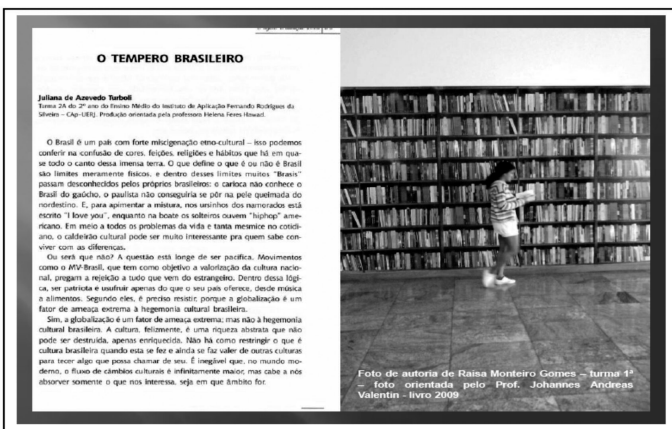 O TEMPERO BRASILEIRO
Juliana de Azevedo Turboli
Turma 2A do 2º ano do Ensino Médio do Instituto de Aplicação Fernando Rodrigues da
Silveira – CAp-UERJ. Produção orientada pela professora Helena Feres Hawad.
O Brasil é um país com forte miscigenação etno-cultural – isso podemos
conferir na confusão de cores, feições, religiões e hábitos que há em qua-
se todo o canto dessa imensa terra. O que define o que é ou não é Brasil
são limites meramente físicos, e dentro desses limites muitos "Brasis"
passam desconhecidos pelos próprios brasileiros: o carioca não conhece o
Brasil do gaúcho, o paulista não conseguiria se pôr na pele queimada do
nordestino. E, para apimentar a mistura, nos ursinhos dos namorados está
escrito "I love you", enquanto na boate os solteiros ouvem "hiphop" ame-
ricano. Em meio a todos os problemas da vida e tanta mesmice no cotidi-
ano, o caldeirão cultural pode ser muito interessante pra quem sabe con-
viver com as diferenças.
Ou será que não? A questão está longe de ser pacífica. Movimentos
como o MV-Brasil, que tem como objetivo a valorização da cultura nacio-
nal, pregam a rejeição a tudo que vem do estrangeiro. Dentro dessa lógi-
ca, ser patriota é usufruir apenas do que o seu país oferece, desde música
a alimentos. Segundo eles, é preciso resistir, porque a globalização é um
fator de ameaça extrema à hegemonia cultural brasileira.
Sim, a globalização é um fator de ameaça extrema; mas não à hegemonia
cultural brasileira. A cultura, felizmente, é uma riqueza abstrata que não
pode ser destruída, apenas enriquecida. Não há como restringir o que é
cultura brasileira quando esta se fez e ainda se faz valer de outras culturas
para tecer algo que possa chamar de seu. É inegável que, no mundo mo-
derno, o fluxo de câmbios culturais é infinitamente maior, mas cabe a nós
absorver somente o que nos interessa, seja em que âmbito for.
Foto de autoria de Raisa Monteiro Gomes – turma 1ª
– foto orientada pelo Prof. Johannes Andreas
Valentin - livro 2009